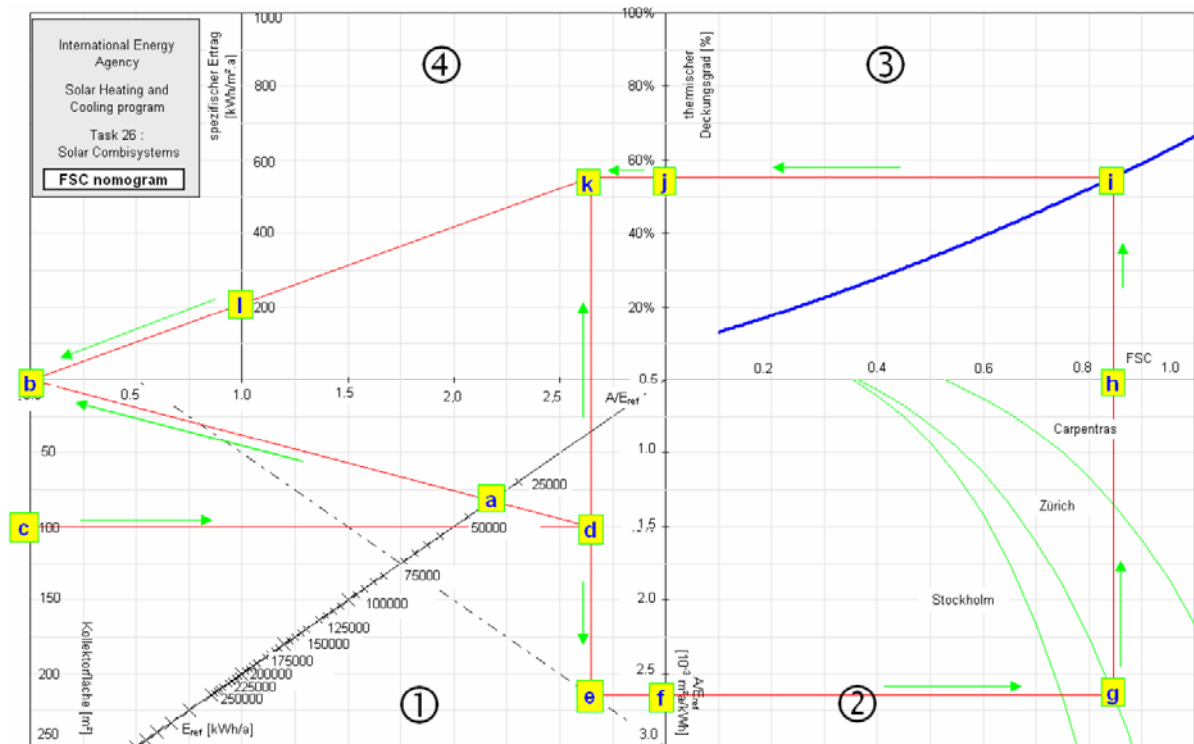 International Energy
Agency
Solar Heating and
Cooling program
Task 26 :
Solar Combisystems
FSC nomogram
spezifischer Ertrag
[kWh/m².a]
1000
800
600
400
200
4
thermischer
Deckungsgrad [%]
100%
80%
60%
40%
20%
3
k
j
i
l
b
0.5
1.0
1.5
2.0
2.5
A/E_ref
0.5
0.2
0.4
0.6
0.8
1.0
FSC
h
Carpentras
Zürich
Stockholm
50
100
150
200
250
Kollektorfläche [m²]
c
a
d
e
f
g
25000
50000
75000
100000
125000
150000
175000
200000
225000
250000
E_ref [kWh/a]
1
1.0
1.5
2.0
2.5
3.0
A/E_ref
[10⁻³ m²a/kWh]
2